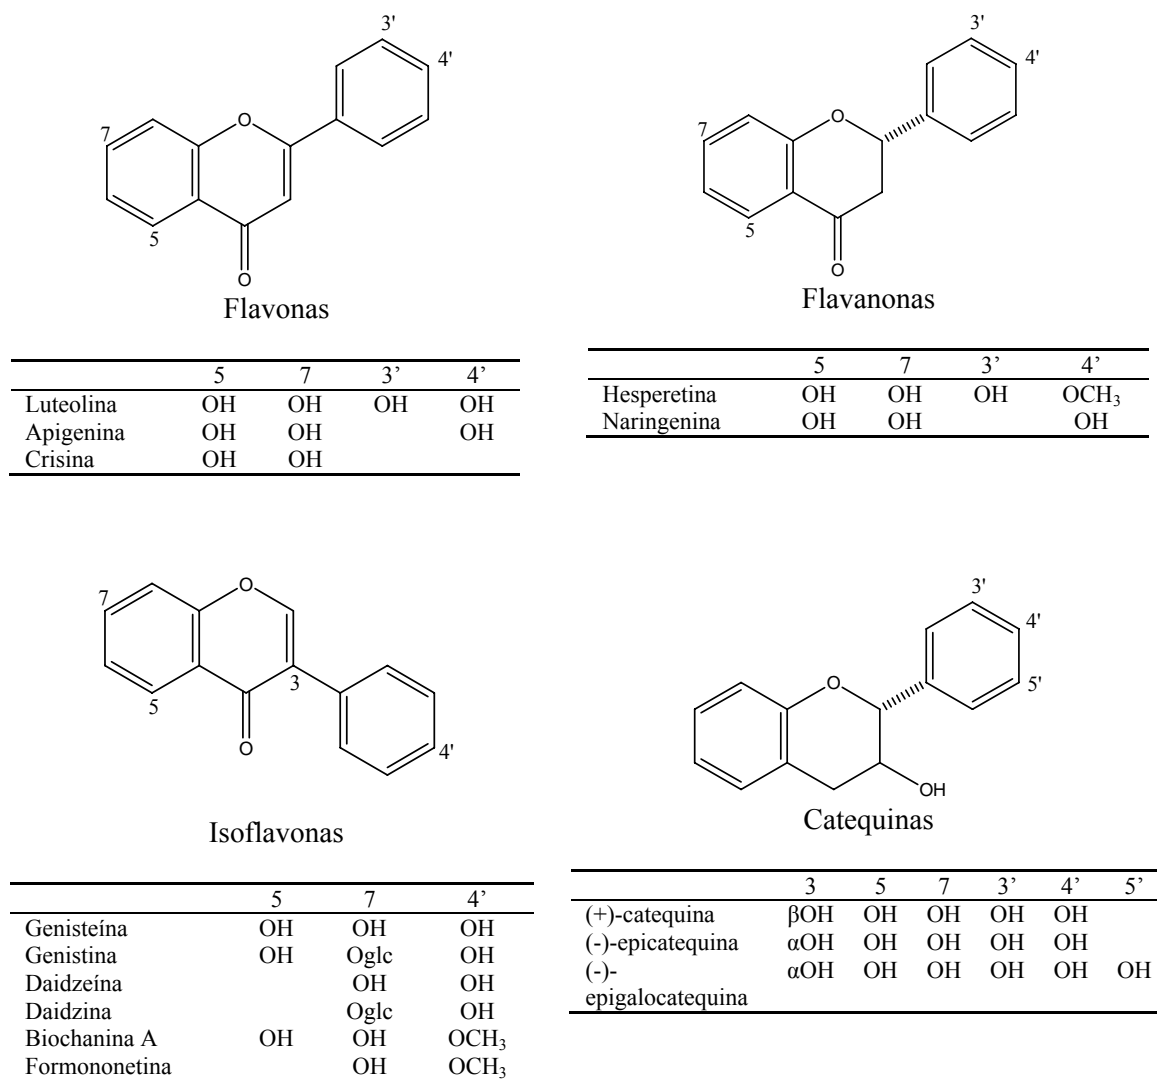 3'
4'
7
O
5
O
Flavonas
5 7 3’ 4’
Luteolina OH OH OH OH
Apigenina OH OH OH
Crisina OH OH
3'
4'
7
O
5
O
Flavanonas
5 7 3’ 4’
Hesperetina OH OH OH OCH3
Naringenina OH OH OH
7
O
3
5
O
4'
Isoflavonas
5 7 4’
Genisteína OH OH OH
Genistina OH Oglc OH
Daidzeína OH OH
Daidzina Oglc OH
Biochanina A OH OH OCH3
Formononetina OH OCH3
3'
4'
5'
O
OH
Catequinas
3 5 7 3’ 4’ 5’
(+)-catequina βOH OH OH OH OH
(-)-epicatequina αOH OH OH OH OH
(-)- αOH OH OH OH OH OH
epigalocatequina